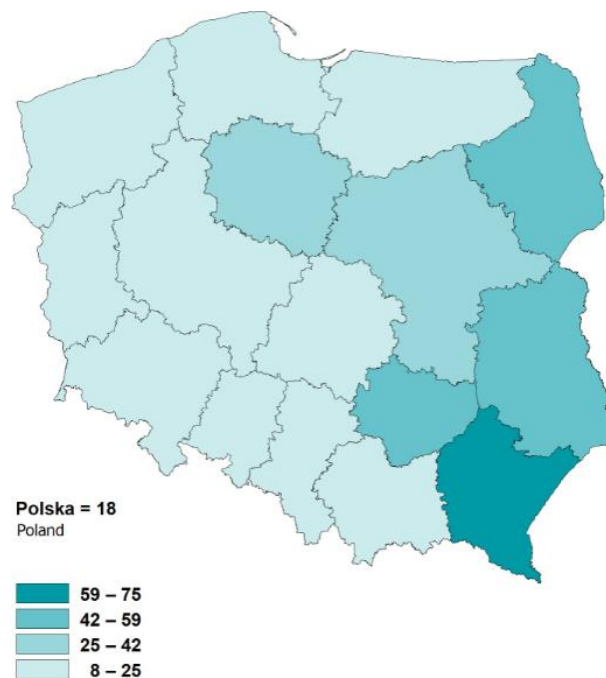 Polska = 18
Poland
59 – 75
42 – 59
25 – 42
8 – 25